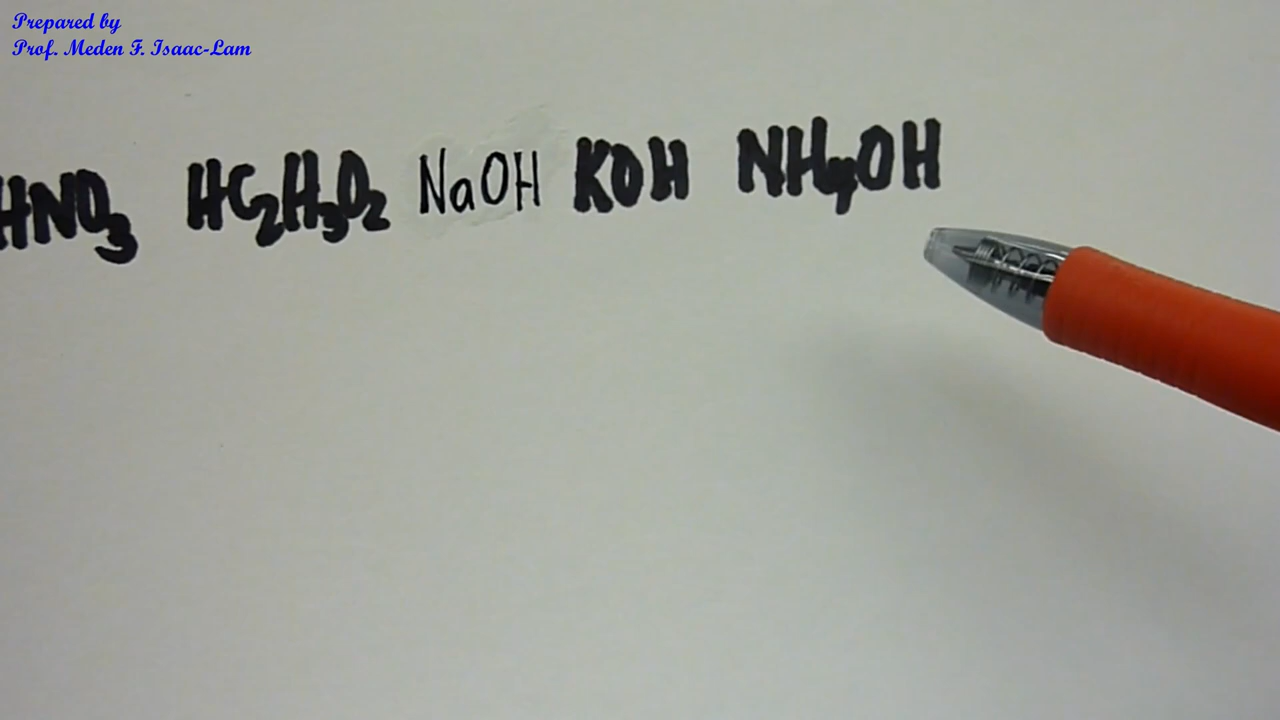 Prepared by
Prof. Meden F. Isaac-Lam
HNO3 HC2H3O2 NaOH KOH NH4OH